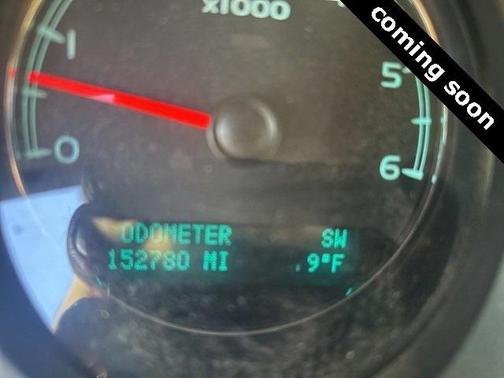 x1000
coming soon
1
5
0
6
ODOMETER SW
152780 MI 9°F